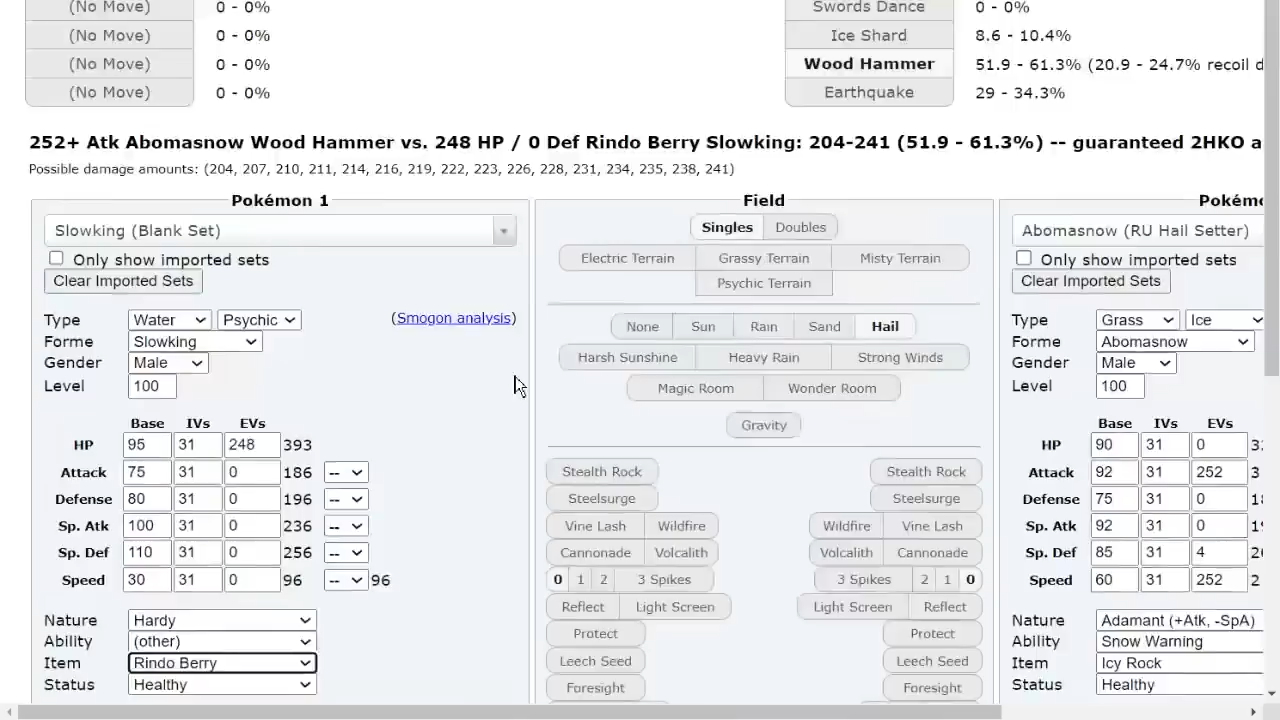 (No Move) 0 - 0% Swords Dance 0 - 0%
(No Move) 0 - 0% Ice Shard 8.6 - 10.4%
(No Move) 0 - 0% Wood Hammer 51.9 - 61.3% (20.9 - 24.7% recoil d
(No Move) 0 - 0% Earthquake 29 - 34.3%
252+ Atk Abomasnow Wood Hammer vs. 248 HP / 0 Def Rindo Berry Slowking: 204-241 (51.9 - 61.3%) -- guaranteed 2HKO a
Possible damage amounts: (204, 207, 210, 211, 214, 216, 219, 222, 223, 226, 228, 231, 234, 235, 238, 241)
Pokémon 1
Slowking (Blank Set)
Only show imported sets
Clear Imported Sets
Type Water Psychic (Smogon analysis)
Forme Slowking
Gender Male
Level 100
Base IVs EVs
HP 95 31 248 393
Attack 75 31 0 186 --
Defense 80 31 0 196 --
Sp. Atk 100 31 0 236 --
Sp. Def 110 31 0 256 --
Speed 30 31 0 96 -- 96
Nature Hardy
Ability (other)
Item Rindo Berry
Status Healthy
Field
Singles Doubles
Electric Terrain Grassy Terrain Misty Terrain
Psychic Terrain
None Sun Rain Sand Hail
Harsh Sunshine Heavy Rain Strong Winds
Magic Room Wonder Room
Gravity
Stealth Rock Stealth Rock
Steelsurge Steelsurge
Vine Lash Wildfire Wildfire Vine Lash
Cannonade Volcalith Volcalith Cannonade
0 1 2 3 Spikes 3 Spikes 2 1 0
Reflect Light Screen Light Screen Reflect
Protect Protect
Leech Seed Leech Seed
Foresight Foresight
Pokémo
Abomasnow (RU Hail Setter)
Only show imported sets
Clear Imported Sets
Type Grass Ice
Forme Abomasnow
Gender Male
Level 100
Base IVs EVs
HP 90 31 0
Attack 92 31 252 3
Defense 75 31 0
Sp. Atk 92 31 0
Sp. Def 85 31 4
Speed 60 31 252 2
Nature Adamant (+Atk, -SpA)
Ability Snow Warning
Item Icy Rock
Status Healthy